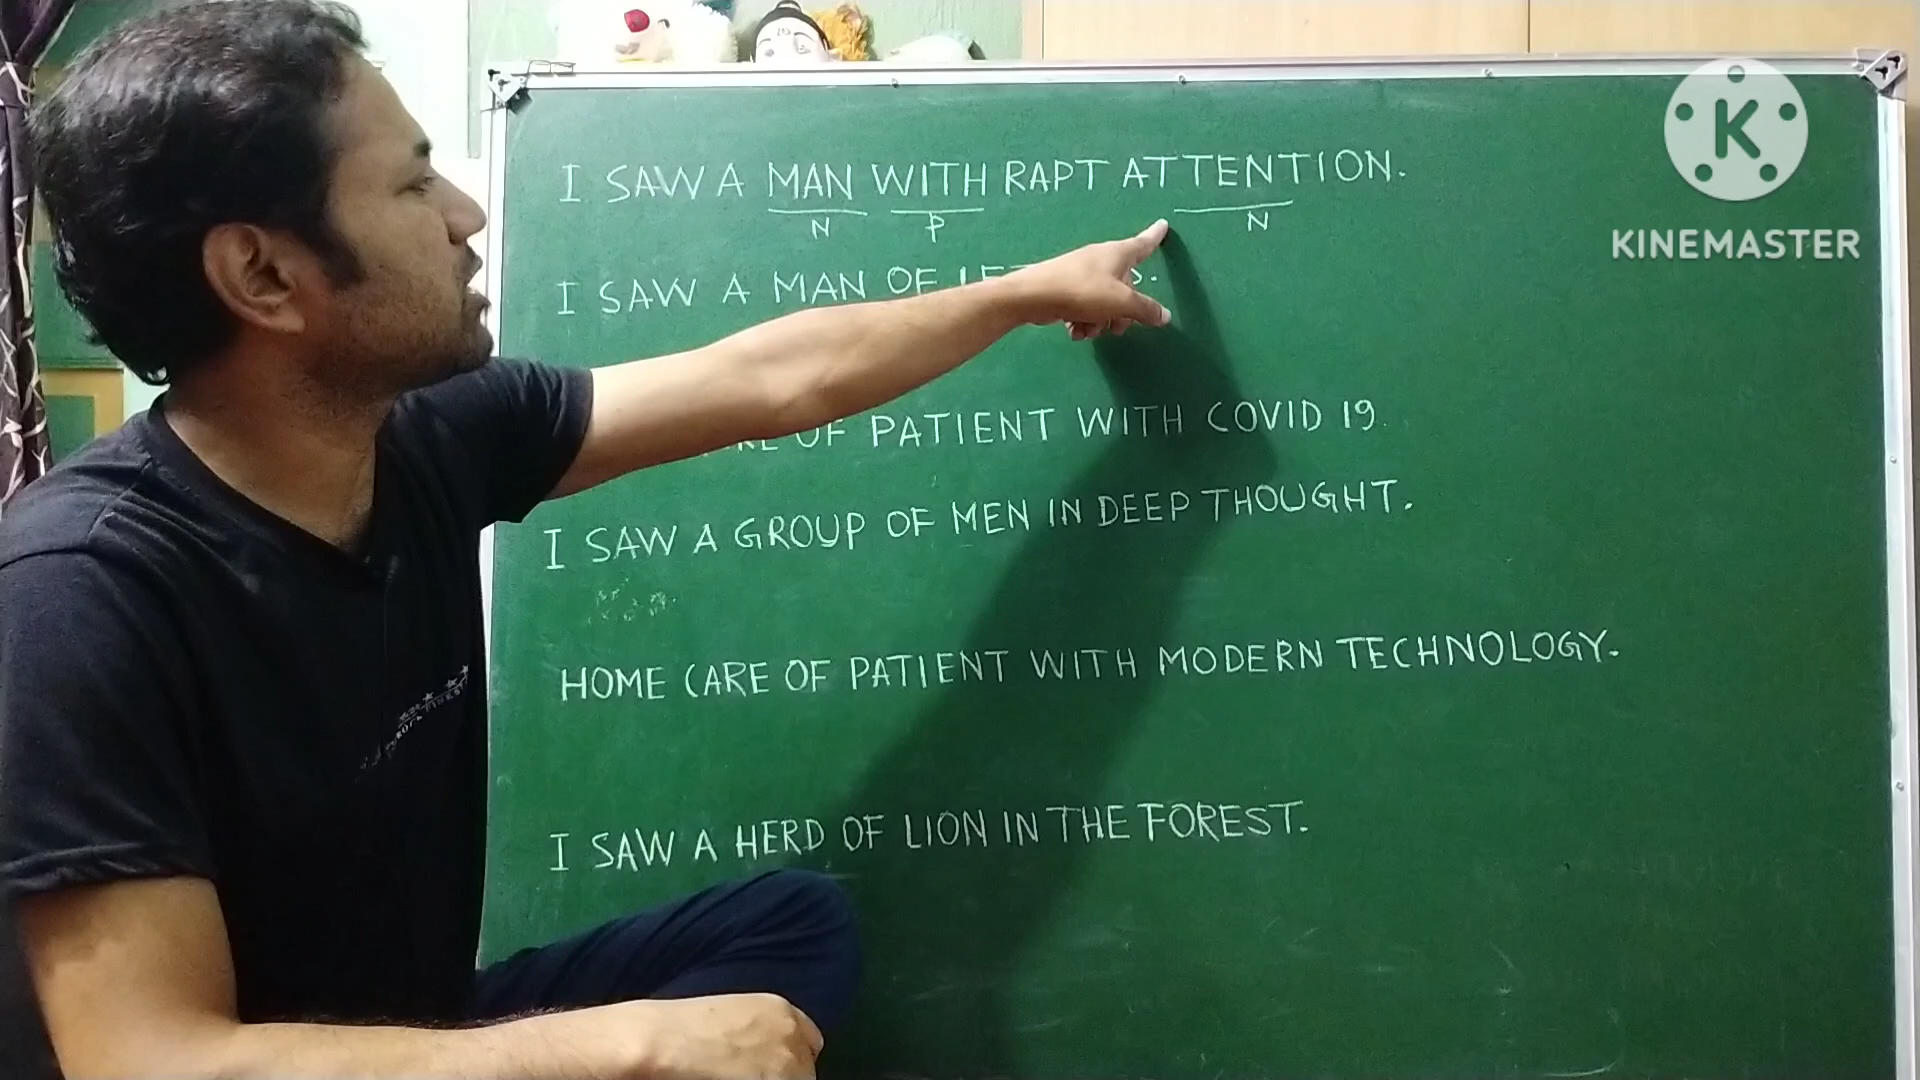 I SAW A MAN WITH RAPT ATTENTION.
N P N
I SAW A MAN OF
OF PATIENT WITH COVID 19.
I SAW A GROUP OF MEN IN DEEP THOUGHT.
HOME CARE OF PATIENT WITH MODERN TECHNOLOGY.
I SAW A HERD OF LION IN THE FOREST.
K
KINEMASTER